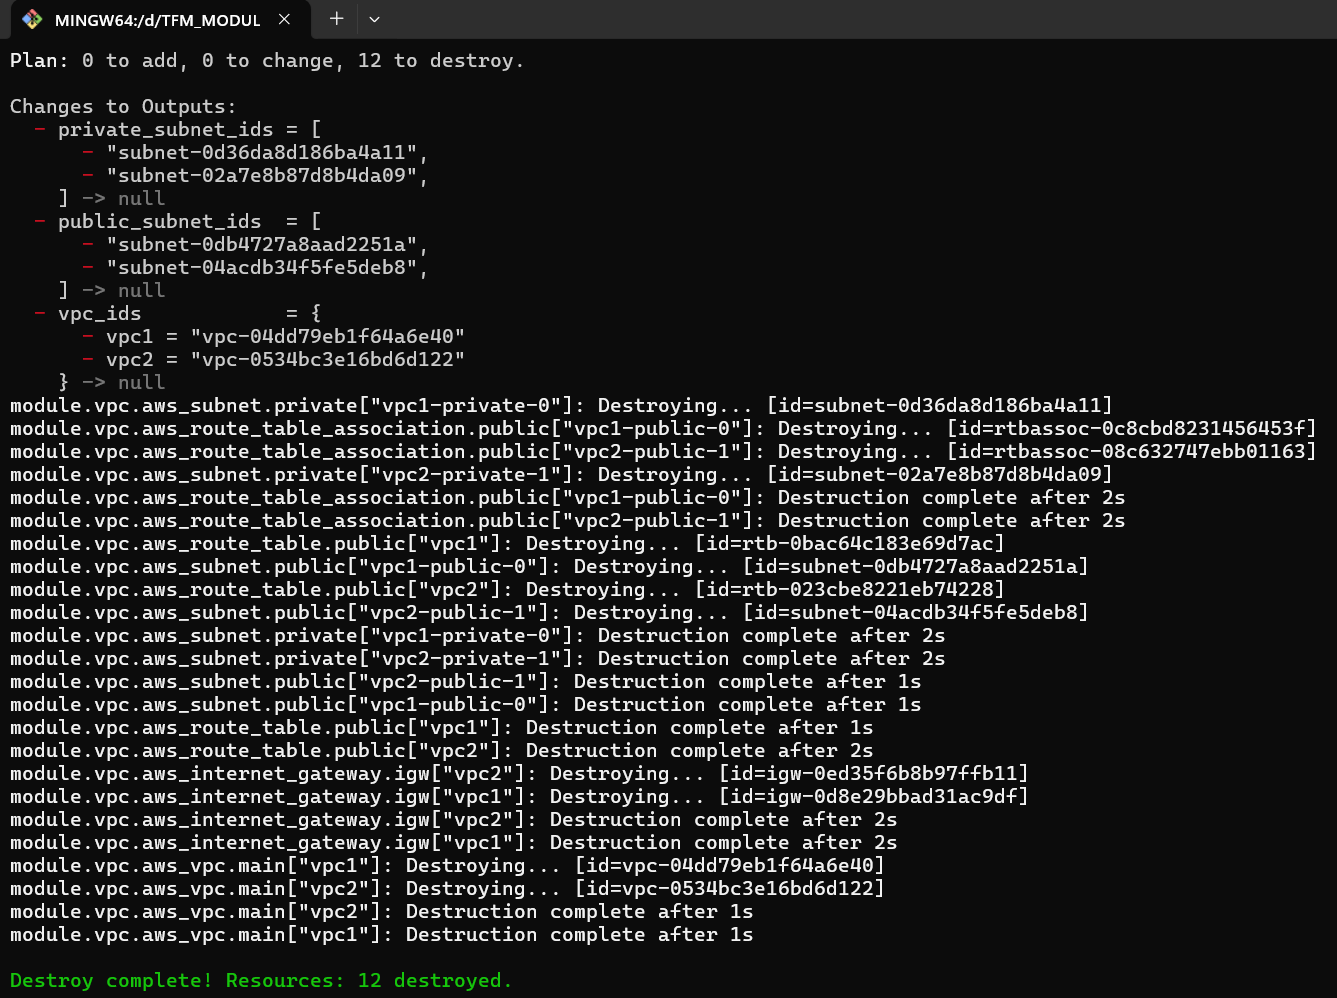 MINGW64:/d/TFM_MODUL
Plan: 0 to add, 0 to change, 12 to destroy.
Changes to Outputs:
  - private_subnet_ids = [
      - "subnet-0d36da8d186ba4a11",
      - "subnet-02a7e8b87d8b4da09",
    ] -> null
  - public_subnet_ids  = [
      - "subnet-0db4727a8aad2251a",
      - "subnet-04acdb34f5fe5deb8",
    ] -> null
  - vpc_ids            = {
      - vpc1 = "vpc-04dd79eb1f64a6e40"
      - vpc2 = "vpc-0534bc3e16bd6d122"
    } -> null
module.vpc.aws_subnet.private["vpc1-private-0"]: Destroying... [id=subnet-0d36da8d186ba4a11]
module.vpc.aws_route_table_association.public["vpc1-public-0"]: Destroying... [id=rtbassoc-0c8cbd8231456453f]
module.vpc.aws_route_table_association.public["vpc2-public-1"]: Destroying... [id=rtbassoc-08c632747ebb01163]
module.vpc.aws_subnet.private["vpc2-private-1"]: Destroying... [id=subnet-02a7e8b87d8b4da09]
module.vpc.aws_route_table_association.public["vpc1-public-0"]: Destruction complete after 2s
module.vpc.aws_route_table_association.public["vpc2-public-1"]: Destruction complete after 2s
module.vpc.aws_route_table.public["vpc1"]: Destroying... [id=rtb-0bac64c183e69d7ac]
module.vpc.aws_subnet.public["vpc1-public-0"]: Destroying... [id=subnet-0db4727a8aad2251a]
module.vpc.aws_route_table.public["vpc2"]: Destroying... [id=rtb-023cbe8221eb74228]
module.vpc.aws_subnet.public["vpc2-public-1"]: Destroying... [id=subnet-04acdb34f5fe5deb8]
module.vpc.aws_subnet.private["vpc1-private-0"]: Destruction complete after 2s
module.vpc.aws_subnet.private["vpc2-private-1"]: Destruction complete after 2s
module.vpc.aws_subnet.public["vpc2-public-1"]: Destruction complete after 1s
module.vpc.aws_subnet.public["vpc1-public-0"]: Destruction complete after 1s
module.vpc.aws_route_table.public["vpc1"]: Destruction complete after 1s
module.vpc.aws_route_table.public["vpc2"]: Destruction complete after 2s
module.vpc.aws_internet_gateway.igw["vpc2"]: Destroying... [id=igw-0ed35f6b8b97ffb11]
module.vpc.aws_internet_gateway.igw["vpc1"]: Destroying... [id=igw-0d8e29bbad31ac9df]
module.vpc.aws_internet_gateway.igw["vpc2"]: Destruction complete after 2s
module.vpc.aws_internet_gateway.igw["vpc1"]: Destruction complete after 2s
module.vpc.aws_vpc.main["vpc1"]: Destroying... [id=vpc-04dd79eb1f64a6e40]
module.vpc.aws_vpc.main["vpc2"]: Destroying... [id=vpc-0534bc3e16bd6d122]
module.vpc.aws_vpc.main["vpc2"]: Destruction complete after 1s
module.vpc.aws_vpc.main["vpc1"]: Destruction complete after 1s
Destroy complete! Resources: 12 destroyed.